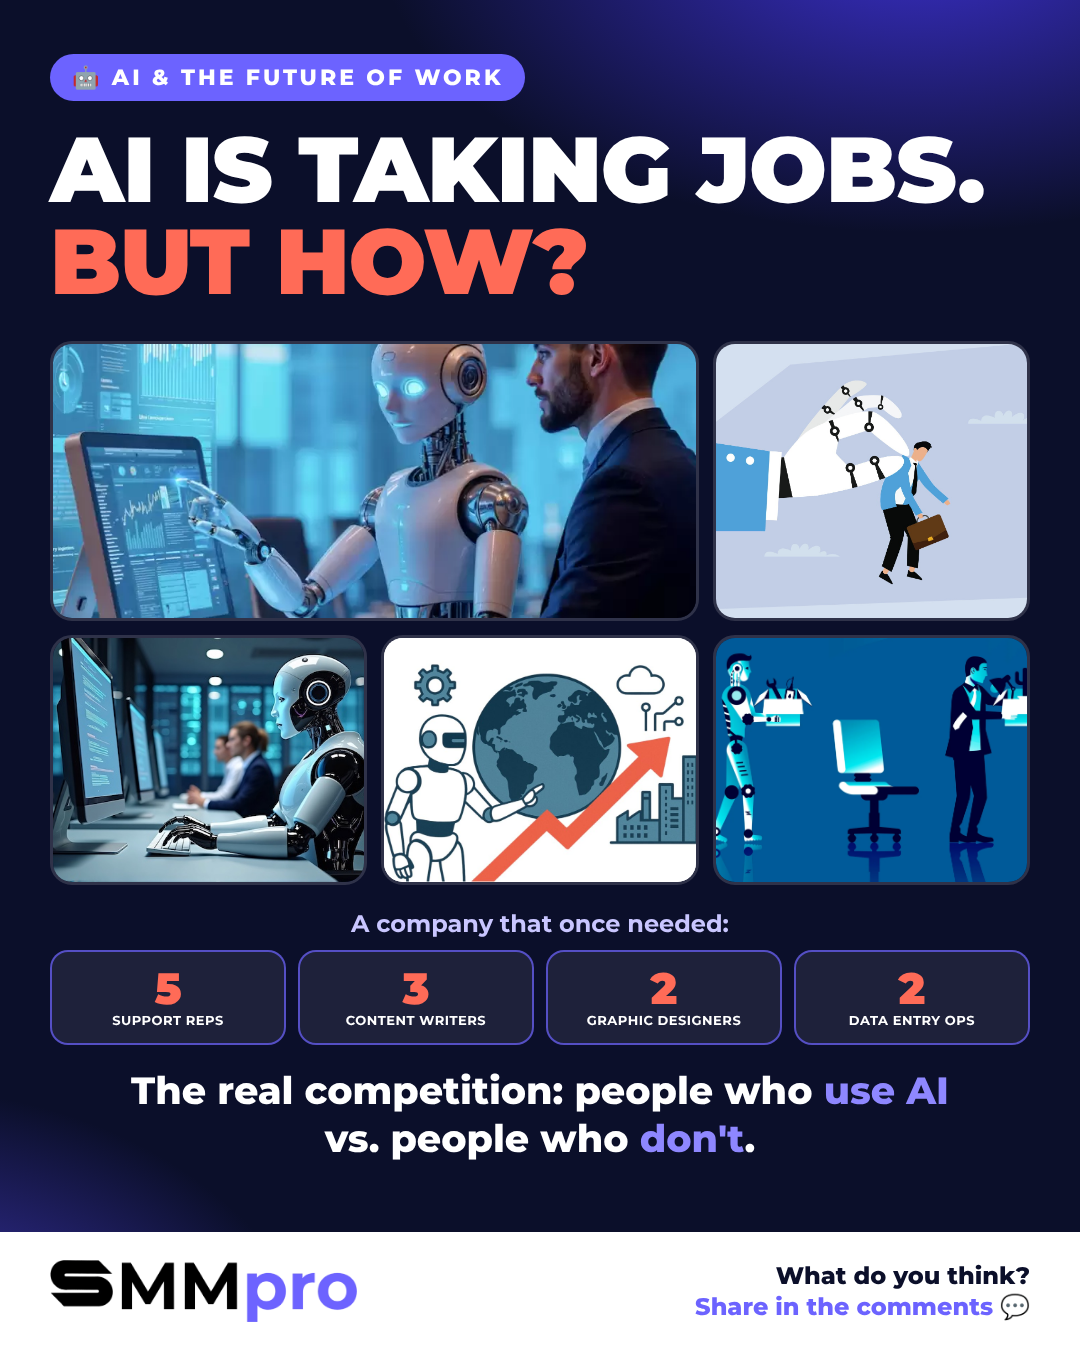 🤖 AI & THE FUTURE OF WORK
AI IS TAKING JOBS.
BUT HOW?
A company that once needed:
5
SUPPORT REPS
3
CONTENT WRITERS
2
GRAPHIC DESIGNERS
2
DATA ENTRY OPS
The real competition: people who use AI
vs. people who don't.
SMMpro
What do you think?
Share in the comments 💬